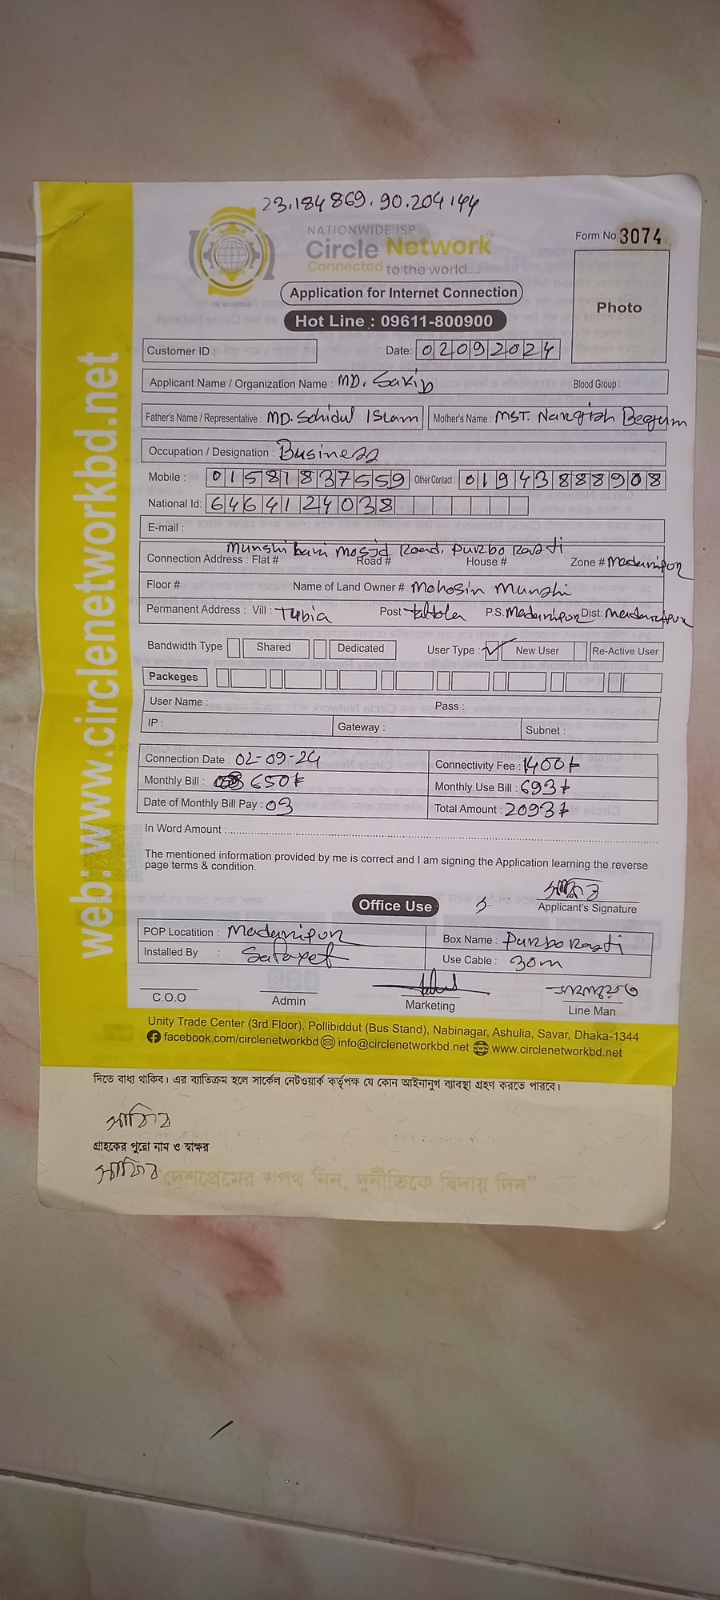 23.184869.90.204144
NATIONWIDE ISP
Circle Network
Connected to the world...
Form No 3074
Photo
Application for Internet Connection
Hot Line : 09611-800900
Customer ID : Date: 02092024
Applicant Name / Organization Name : MD. Sakib Blood Group :
Father's Name / Representative : MD. Sohidul Islam Mother's Name : MST. Nargish Begum
Occupation / Designation : Business
Mobile : 01581837559 Other Contact : 01943888908
National Id: 6464124038
E-mail :
Munshi bari mosjd Road, Purbo Rasti
Connection Address : Flat # Road # House # Zone # Madaripur
Floor # Name of Land Owner # Mohosin Munshi
Permanent Address : Vill : Tubia Post P.S. Madaripur Dist. Madaripur
Bandwidth Type Shared Dedicated User Type : ✓ New User Re-Active User
Packeges
User Name : Pass :
IP : Gateway : Subnet :
Connection Date : 02-09-24 Connectivity Fee : 1400৳
Monthly Bill : 650৳ Monthly Use Bill : 693৳
Date of Monthly Bill Pay : 03 Total Amount : 2093৳
In Word Amount :
The mentioned information provided by me is correct and I am signing the Application learning the reverse
page terms & condition.
Applicant's Signature
Office Use
POP Locatition : Madaripur Box Name : Purbo Rasti
Installed By : Safayet Use Cable : 30m
C.O.O Admin Marketing Line Man
Unity Trade Center (3rd Floor), Pollibiddut (Bus Stand), Nabinagar, Ashulia, Savar, Dhaka-1344
facebook.com/circlenetworkbd info@circlenetworkbd.net www.circlenetworkbd.net
web: www.circlenetworkbd.net
দিতে বাধ্য থাকিব। এর ব্যতিক্রম হলে সার্কেল নেটওয়ার্ক কর্তৃপক্ষ যে কোন আইনানুগ ব্যাবস্থা গ্রহণ করতে পারবে।
সাকিব
গ্রাহকের পুরো নাম ও স্বাক্ষর
সাকিব
"দেশপ্রেমের শপথ নিন, দুর্নীতিকে বিদায় দিন"